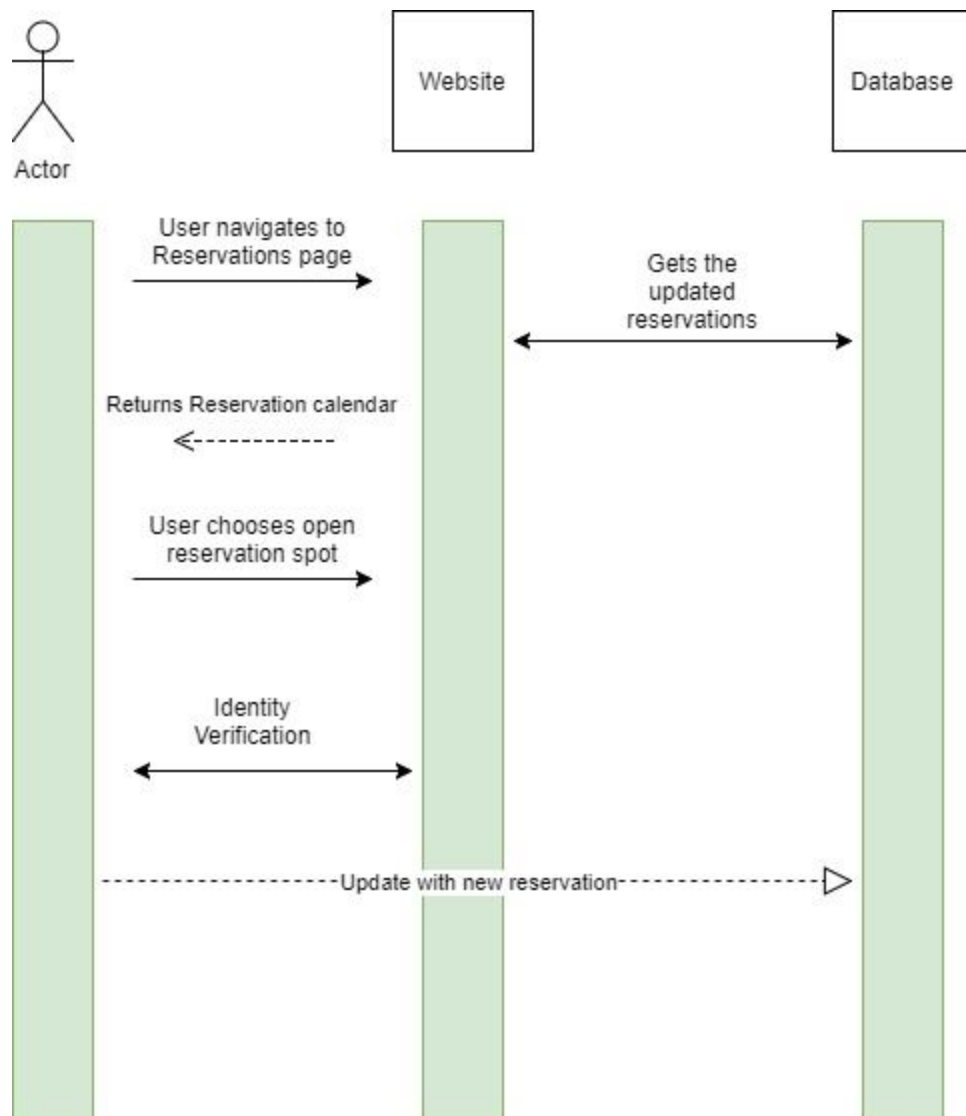 Website
Database
Actor
User navigates to
Reservations page
Gets the
updated
reservations
Returns Reservation calendar
User chooses open
reservation spot
Identity
Verification
Update with new reservation